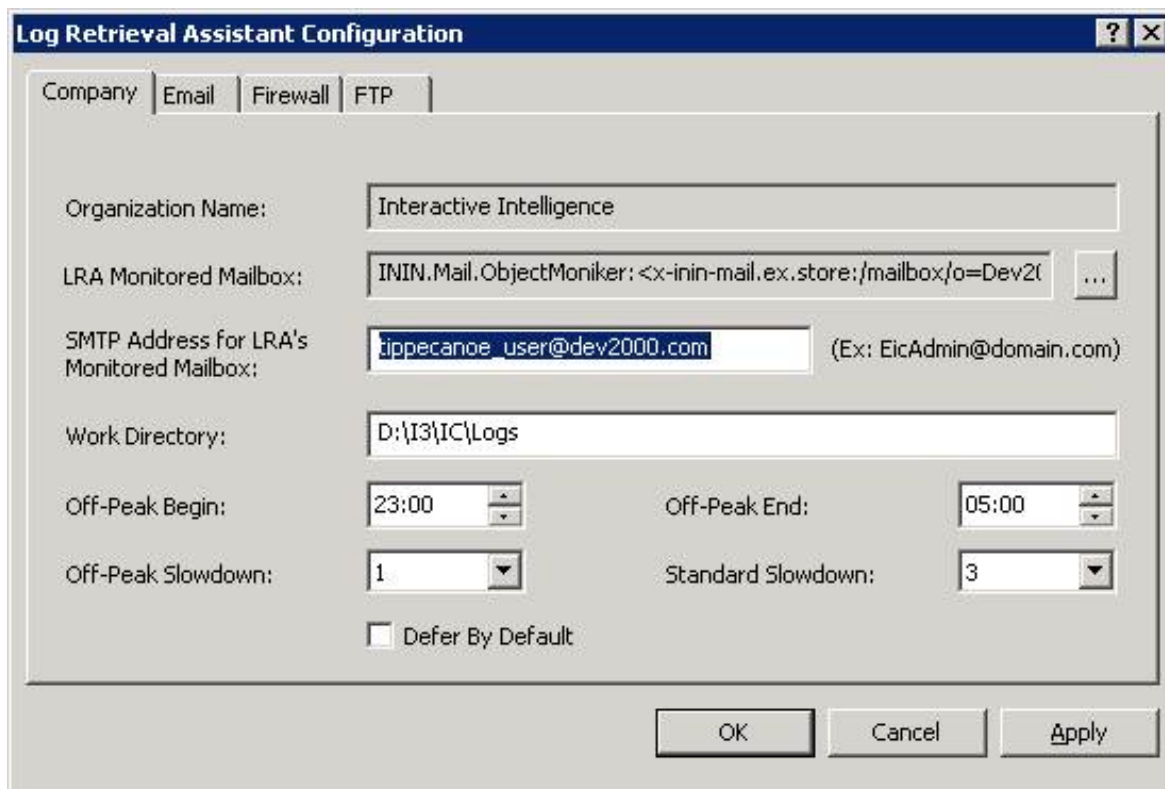 Log Retrieval Assistant Configuration
Company Email Firewall FTP
Organization Name: Interactive Intelligence
LRA Monitored Mailbox: ININ.Mail.ObjectMoniker:<x-inin-mail.ex.store:/mailbox/o=Dev20 ...
SMTP Address for LRA's
Monitored Mailbox: tippecanoe_user@dev2000.com (Ex: EicAdmin@domain.com)
Work Directory: D:\I3\IC\Logs
Off-Peak Begin: 23:00 Off-Peak End: 05:00
Off-Peak Slowdown: 1 Standard Slowdown: 3
Defer By Default
OK Cancel Apply